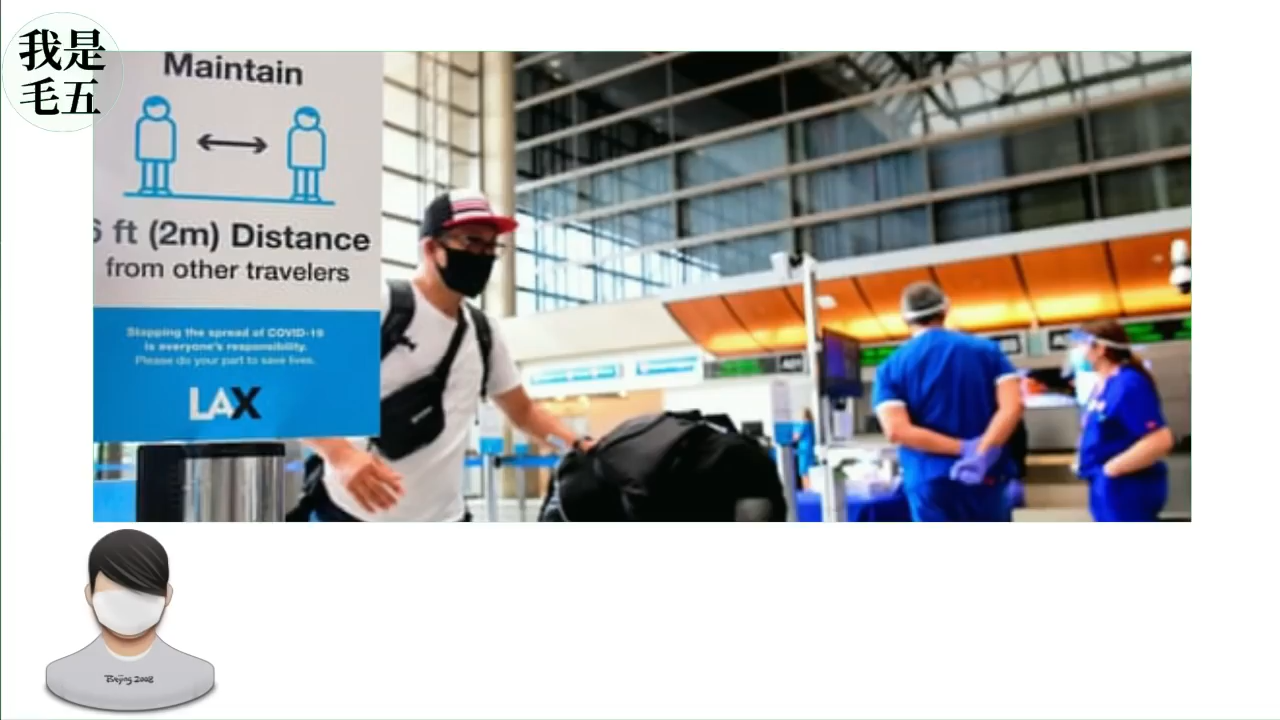 我是
毛五
Maintain
6 ft (2m) Distance
from other travelers
Stopping the spread of COVID-19
is everyone's responsibility.
Please do your part to save lives.
LAX
Beijing 2008